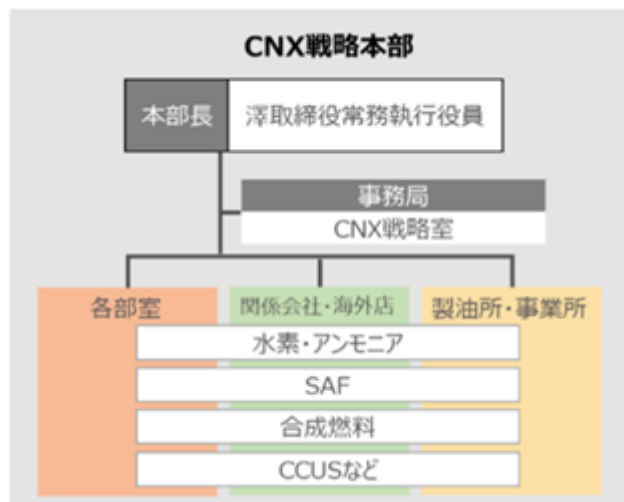 CNX戦略本部
本部長 澤取締役常務執行役員
事務局
CNX戦略室
各部室 関係会社・海外店 製油所・事業所
水素・アンモニア
SAF
合成燃料
CCUSなど